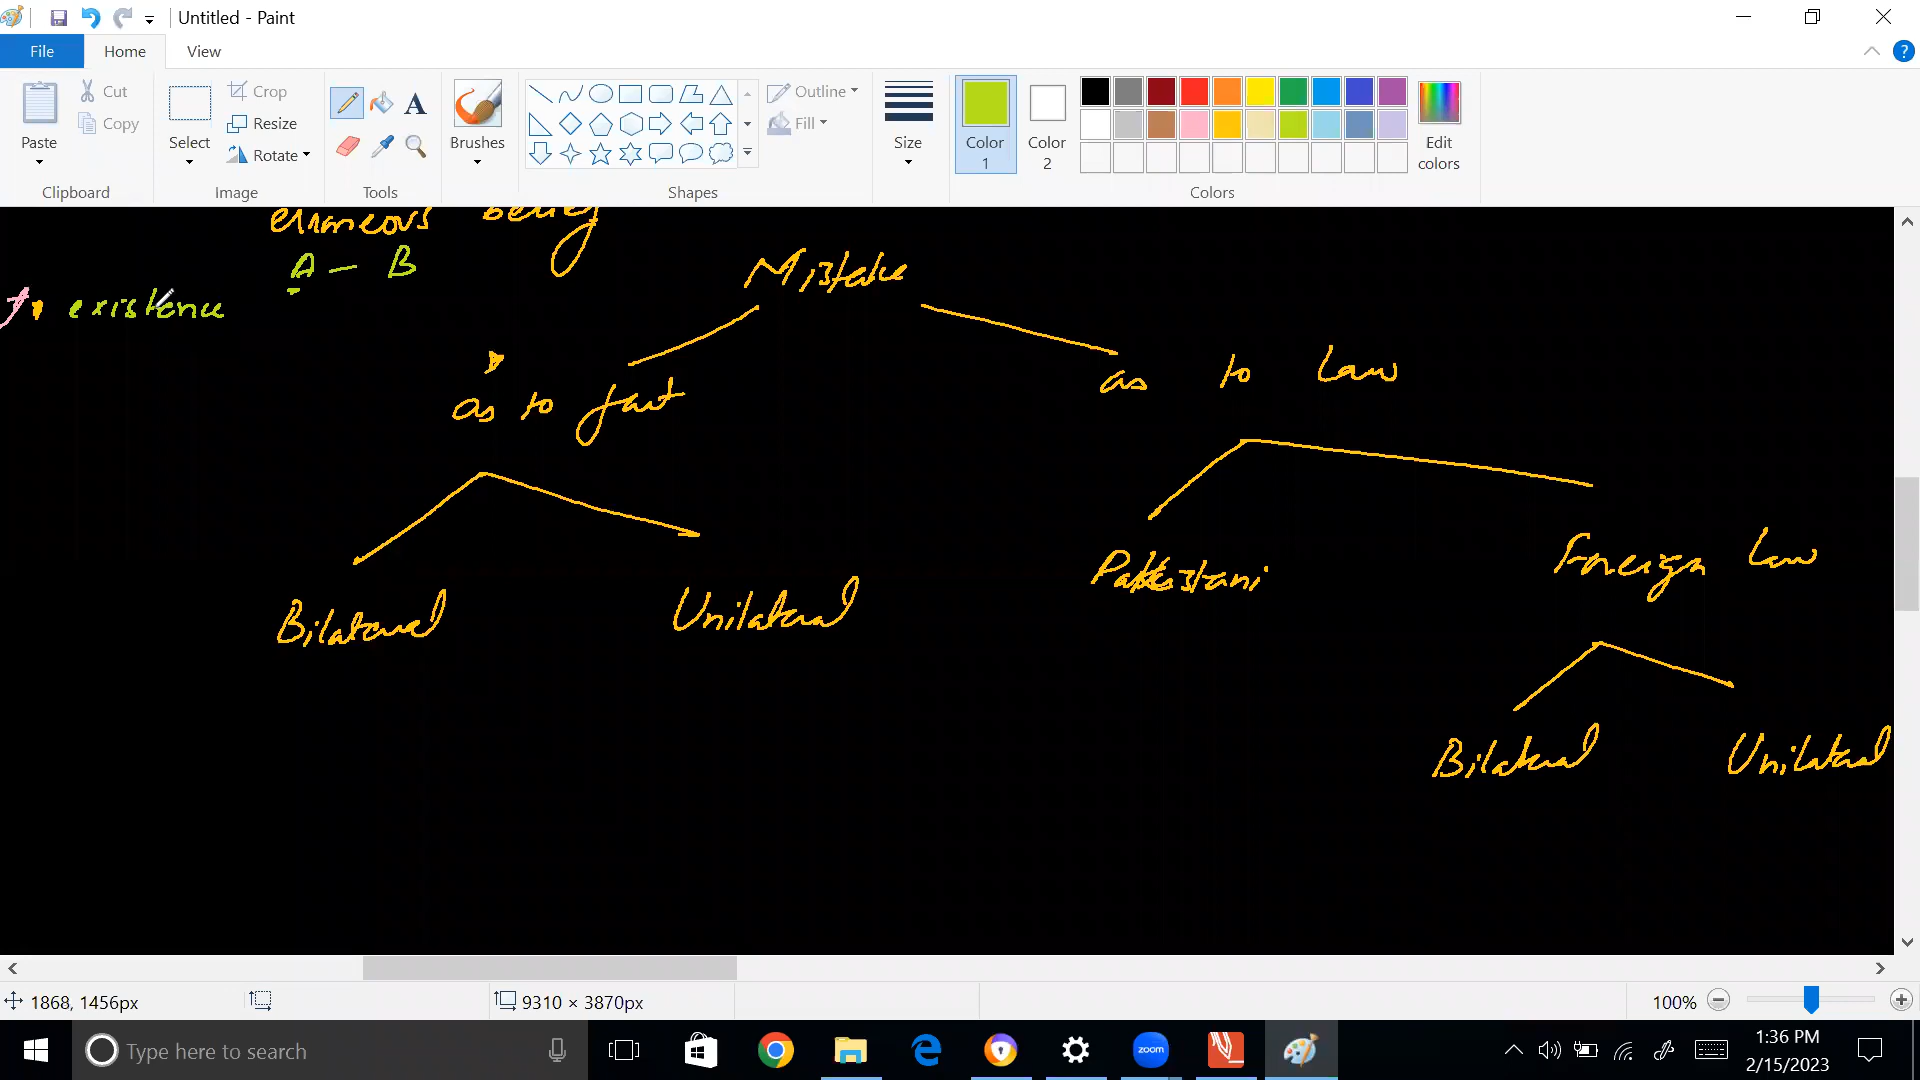 Untitled - Paint
File Home View
Paste
Cut
Copy
Clipboard
Select
Crop
Resize
Rotate
Image
Tools
Brushes
Shapes
Outline
Fill
Size
Color 1
Color 2
Edit colors
Colors
belief
A — B
existence
Mistake
as to fact
as to Law
Bilateral
Unilateral
Pakistani
Foreign Law
Bilateral
Unilateral
1868, 1456px
9310 × 3870px
100%
Type here to search
zoom
1:36 PM
2/15/2023